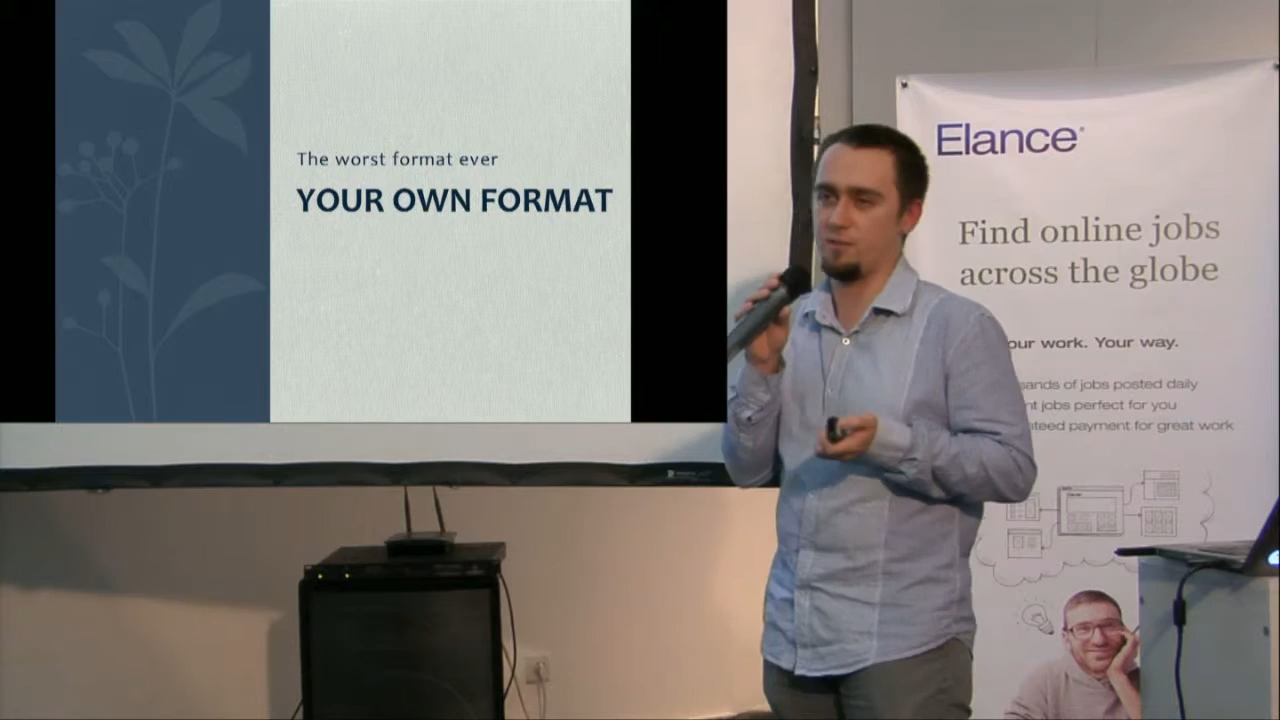 The worst format ever
YOUR OWN FORMAT
Elance
Find online jobs
across the globe
our work. Your way.
sands of jobs posted daily
nt jobs perfect for you
teed payment for great work